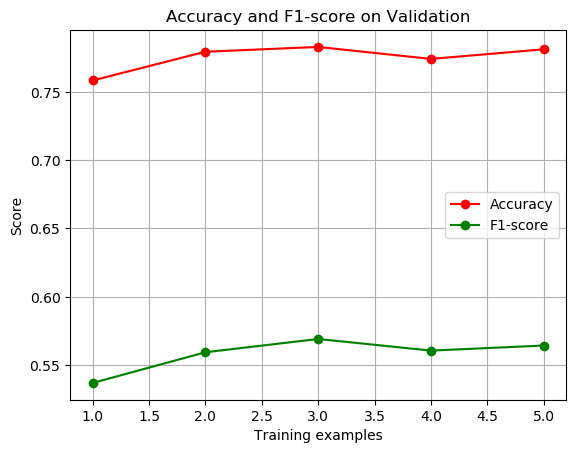 Accuracy and F1-score on Validation
Score
0.75
0.70
0.65
0.60
0.55
Accuracy
F1-score
1.0 1.5 2.0 2.5 3.0 3.5 4.0 4.5 5.0
Training examples